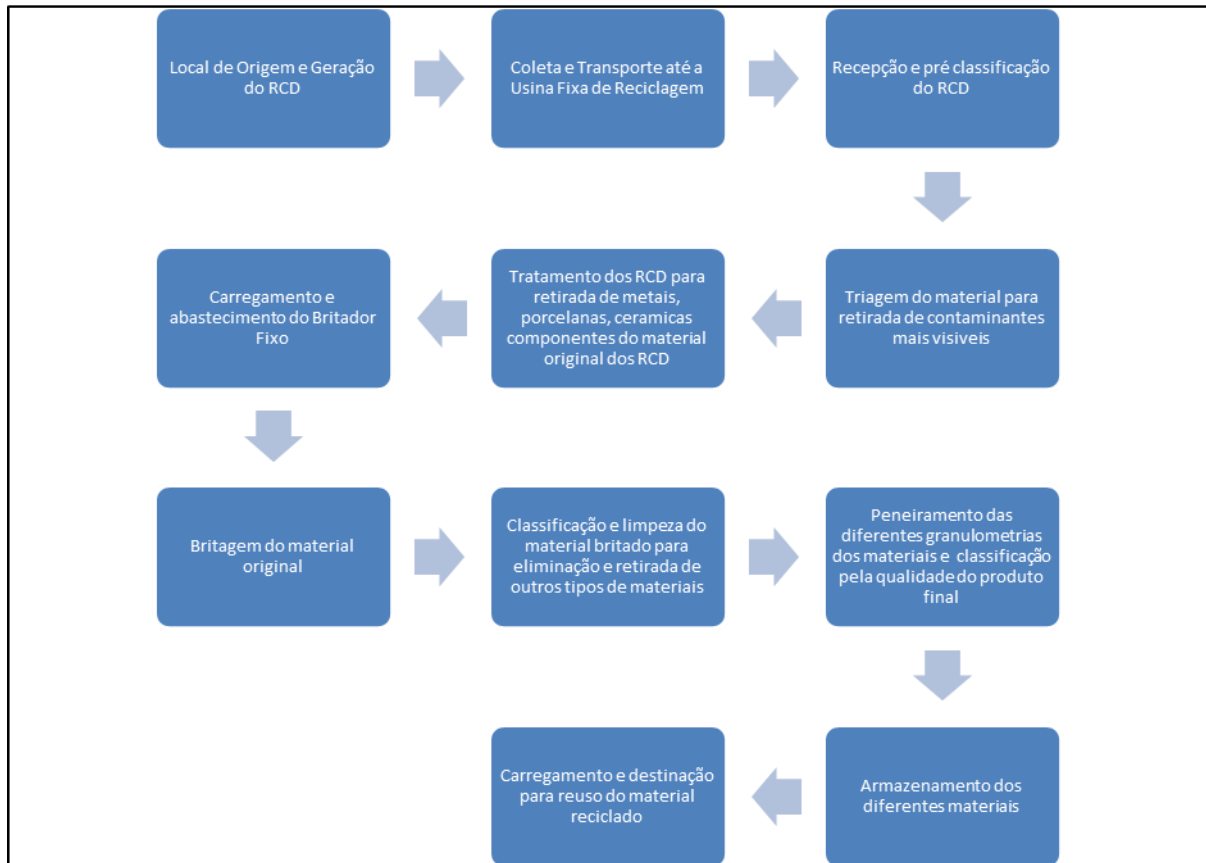 Local de Origem e Geração
do RCD
Coleta e Transporte até a
Usina Fixa de Reciclagem
Recepção e pré classificação
do RCD
Triagem do material para
retirada de contaminantes
mais visiveis
Tratamento dos RCD para
retirada de metais,
porcelanas, ceramicas
componentes do material
original dos RCD
Carregamento e
abastecimento do Britador
Fixo
Britagem do material
original
Classificação e limpeza do
material britado para
eliminação e retirada de
outros tipos de materiais
Peneiramento das
diferentes granulometrias
dos materiais e classificação
pela qualidade do produto
final
Armazenamento dos
diferentes materiais
Carregamento e destinação
para reuso do material
reciclado